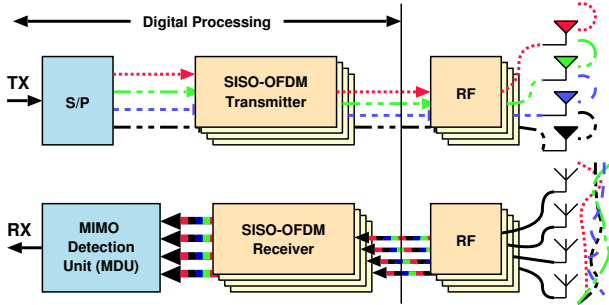 Digital Processing
TX
S/P
SISO-OFDM
Transmitter
RF
RX
MIMO
Detection
Unit (MDU)
SISO-OFDM
Receiver
RF